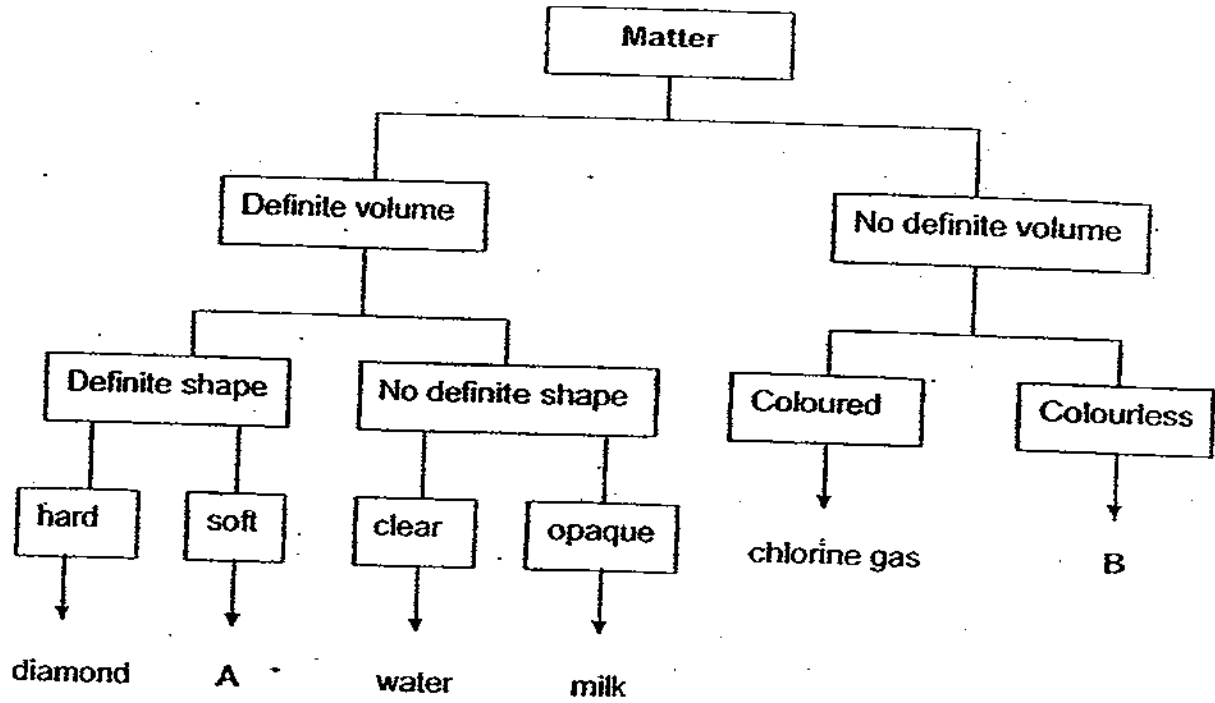 Matter
Definite volume
No definite volume
Definite shape
No definite shape
Coloured
Colourless
hard
soft
clear
opaque
chlorine gas
B
diamond
A
water
milk